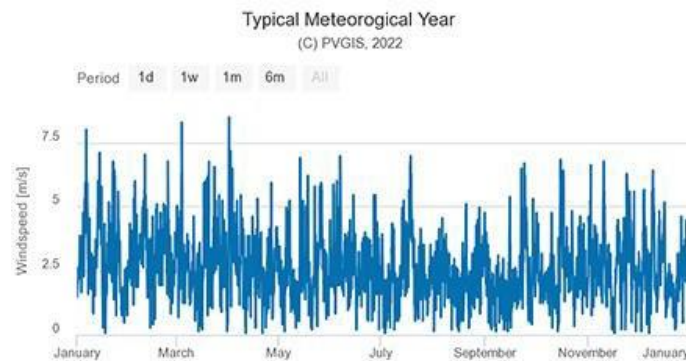 Typical Meteorogical Year
(C) PVGIS, 2022
Period 1d 1w 1m 6m All
7.5
5
2.5
0
Windspeed [m/s]
January March May July September November January